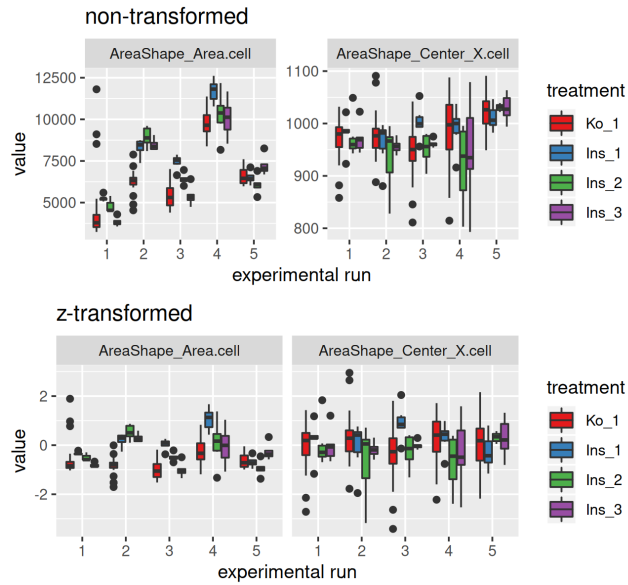 non-transformed
AreaShape_Area.cell AreaShape_Center_X.cell
12500
10000
7500
5000
1100
1000
900
800
value
1 2 3 4 5 1 2 3 4 5
experimental run
treatment
Ko_1
Ins_1
Ins_2
Ins_3
z-transformed
AreaShape_Area.cell AreaShape_Center_X.cell
2
0
-2
value
1 2 3 4 5 1 2 3 4 5
experimental run
treatment
Ko_1
Ins_1
Ins_2
Ins_3